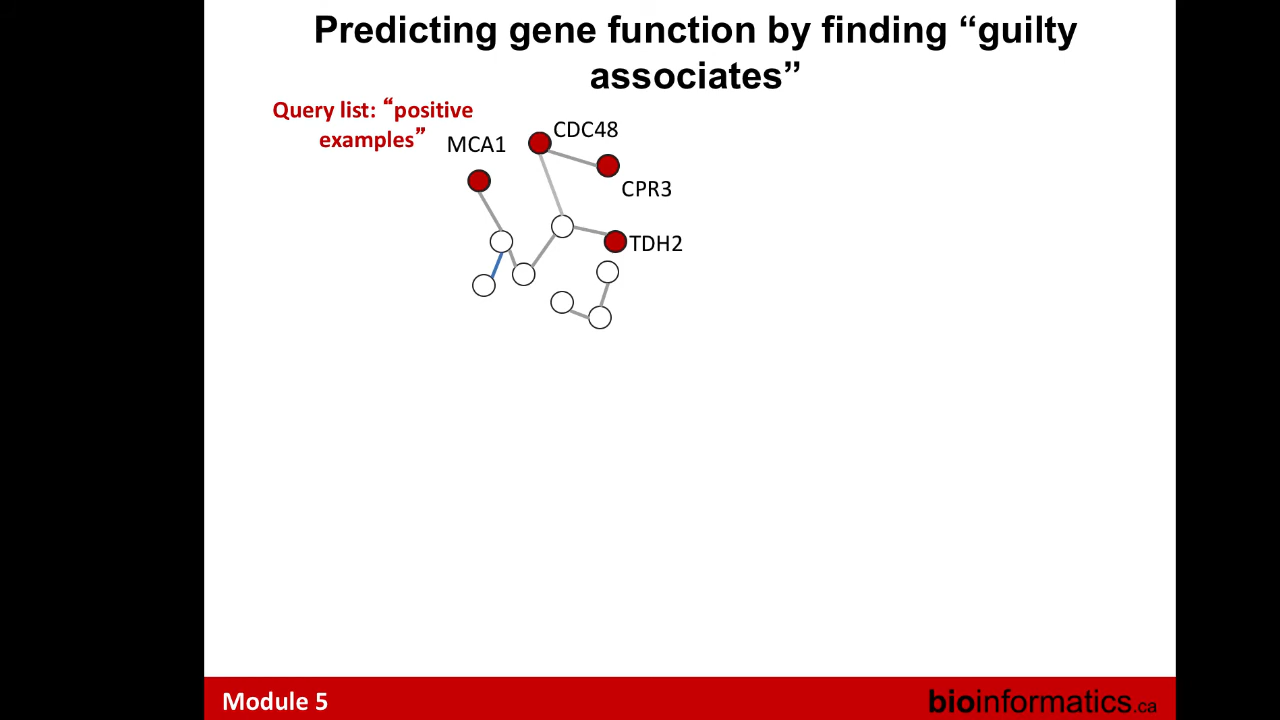 Predicting gene function by finding “guilty
associates”
Query list: “positive
examples”
MCA1
CDC48
CPR3
TDH2
Module 5
bioinformatics.ca